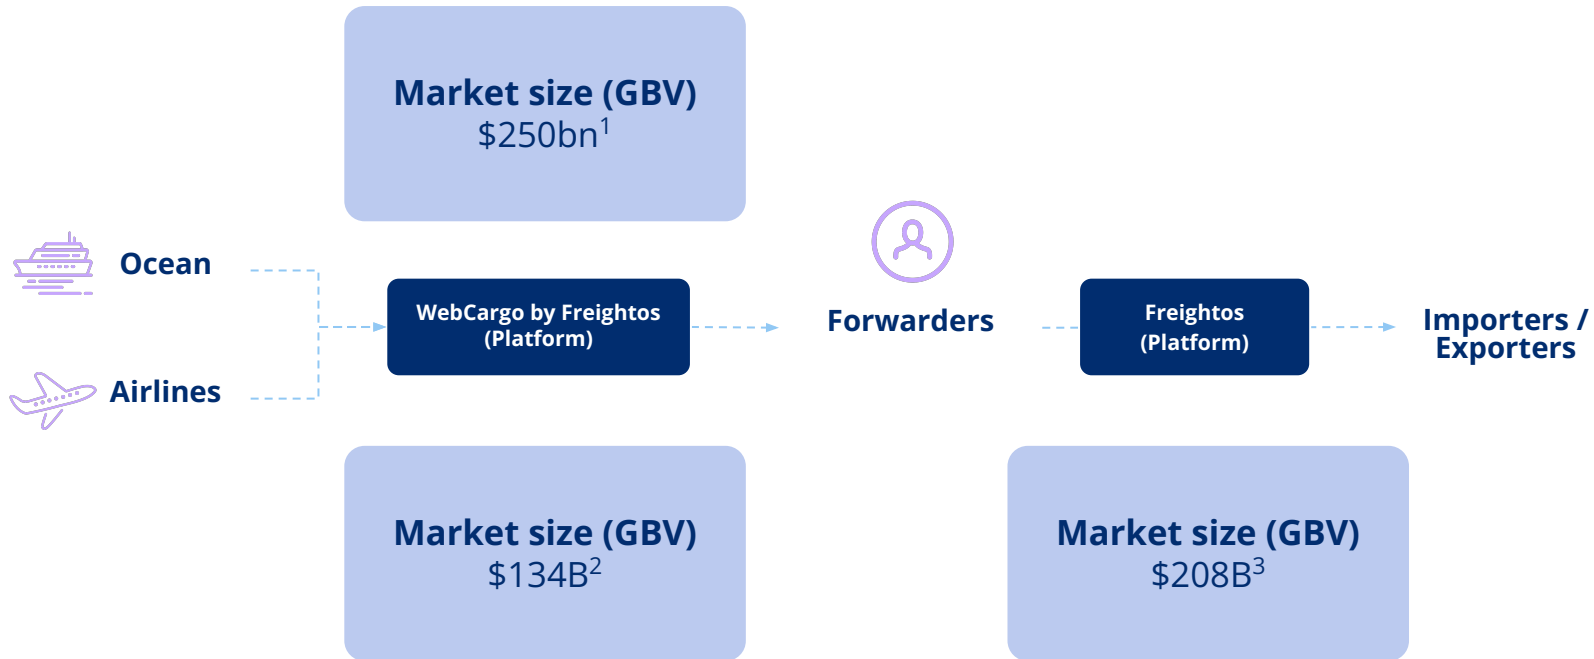 Market size (GBV)
$250bn¹
Ocean
Airlines
WebCargo by Freightos
(Platform)
Forwarders
Freightos
(Platform)
Importers /
Exporters
Market size (GBV)
$134B²
Market size (GBV)
$208B³